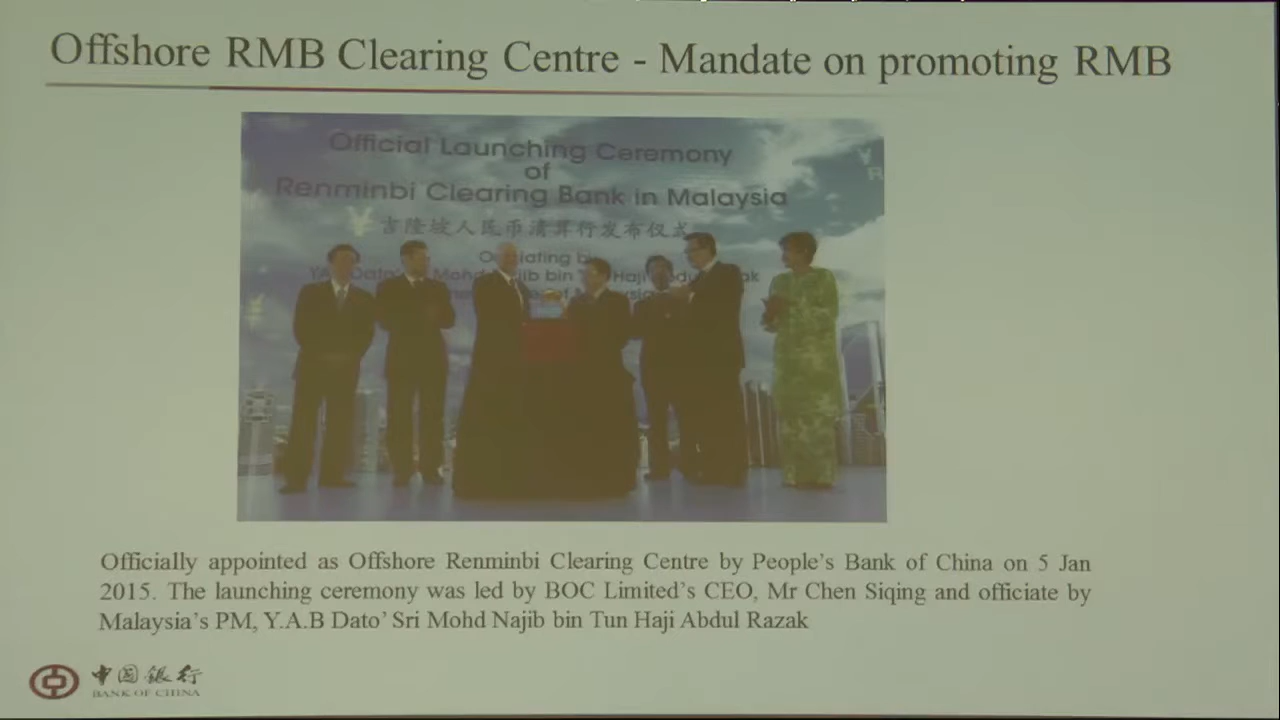 Offshore RMB Clearing Centre - Mandate on promoting RMB
Official Launching Ceremony
of
Renminbi Clearing Bank in Malaysia
吉隆坡人民币清算行发布仪式
Mohd
bin
Haji
Officially appointed as Offshore Renminbi Clearing Centre by People's Bank of China on 5 Jan
2015. The launching ceremony was led by BOC Limited's CEO, Mr Chen Siqing and officiate by
Malaysia's PM, Y.A.B Dato' Sri Mohd Najib bin Tun Haji Abdul Razak
中国银行
BANK OF CHINA